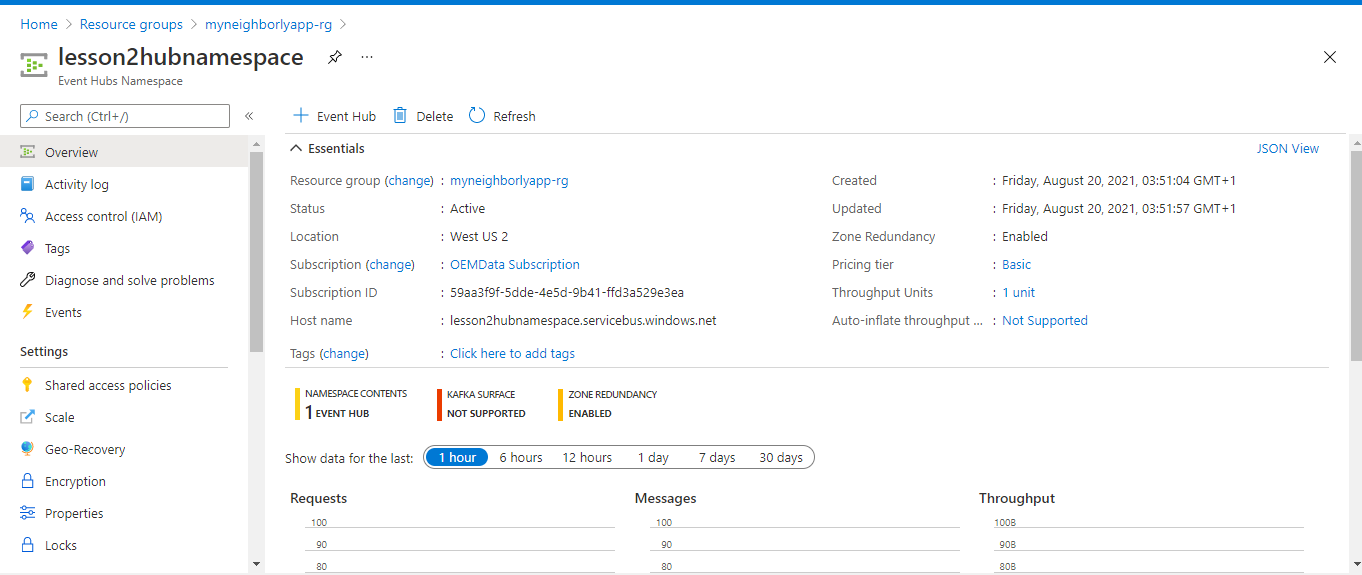 Home > Resource groups > myneighborlyapp-rg >
lesson2hubnamespace ...
Event Hubs Namespace
Search (Ctrl+/) «
Overview
Activity log
Access control (IAM)
Tags
Diagnose and solve problems
Events
Settings
Shared access policies
Scale
Geo-Recovery
Encryption
Properties
Locks
+ Event Hub Delete Refresh
Essentials JSON View
Resource group (change) : myneighborlyapp-rg
Status : Active
Location : West US 2
Subscription (change) : OEMData Subscription
Subscription ID : 59aa3f9f-5dde-4e5d-9b41-ffd3a529e3ea
Host name : lesson2hubnamespace.servicebus.windows.net
Tags (change) : Click here to add tags
Created : Friday, August 20, 2021, 03:51:04 GMT+1
Updated : Friday, August 20, 2021, 03:51:57 GMT+1
Zone Redundancy : Enabled
Pricing tier : Basic
Throughput Units : 1 unit
Auto-inflate throughput ... : Not Supported
NAMESPACE CONTENTS
1 EVENT HUB
KAFKA SURFACE
NOT SUPPORTED
ZONE REDUNDANCY
ENABLED
Show data for the last: 1 hour 6 hours 12 hours 1 day 7 days 30 days
Requests
100
90
80
Messages
100
90
80
Throughput
100B
90B
80B